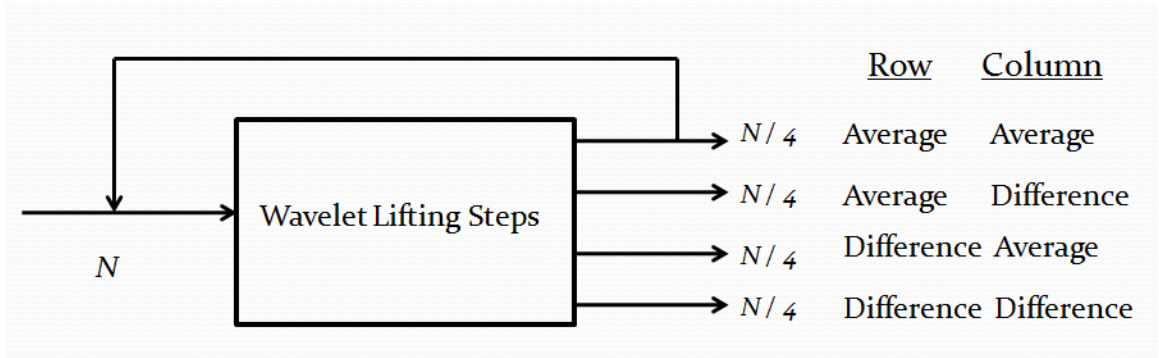 Row Column
N / 4 Average Average
N / 4 Average Difference
Wavelet Lifting Steps
N
N / 4 Difference Average
N / 4 Difference Difference